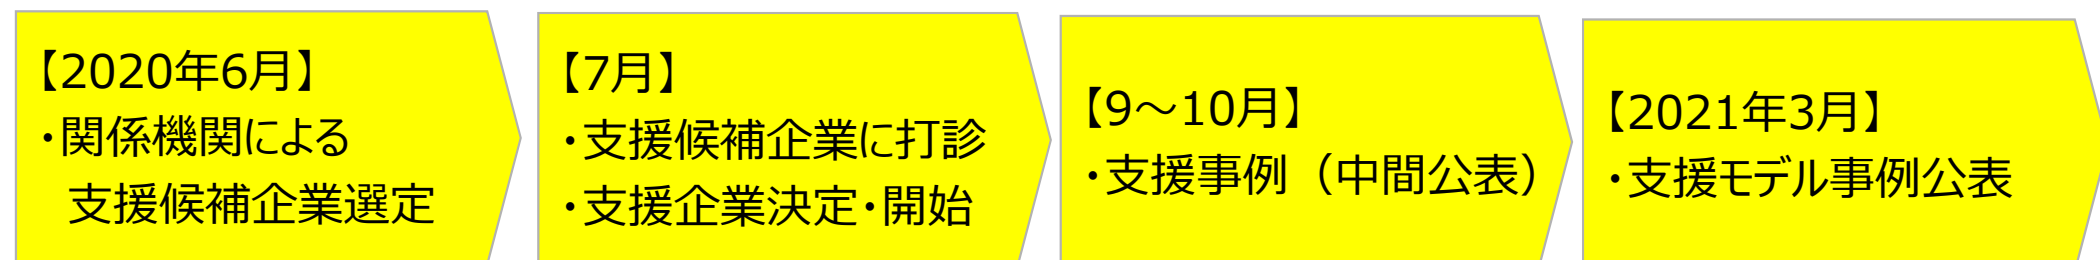 【2020年6月】
・関係機関による
支援候補企業選定
【7月】
・支援候補企業に打診
・支援企業決定・開始
【9～10月】
・支援事例（中間公表）
【2021年3月】
・支援モデル事例公表